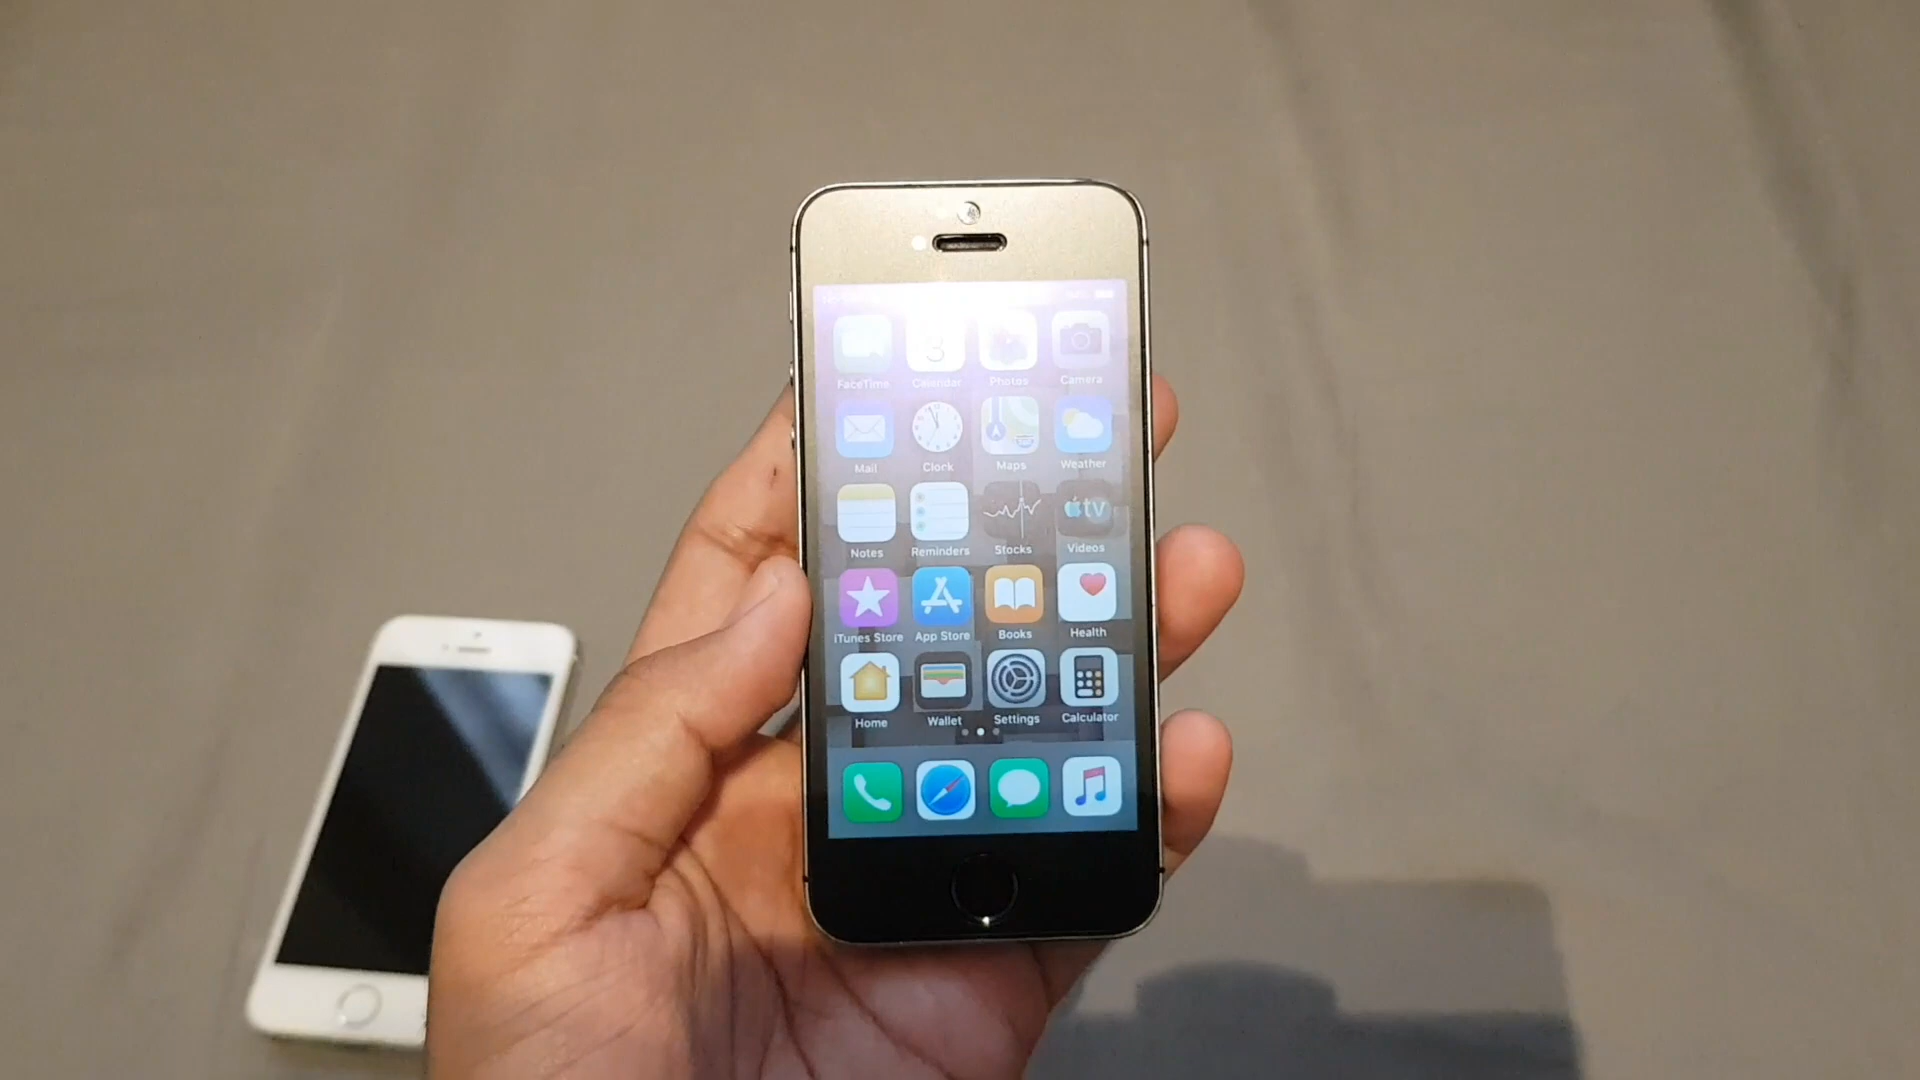 3
FaceTime Calendar Photos Camera
Mail Clock Maps Weather
tv
Notes Reminders Stocks Videos
iTunes Store App Store Books Health
Home Wallet Settings Calculator